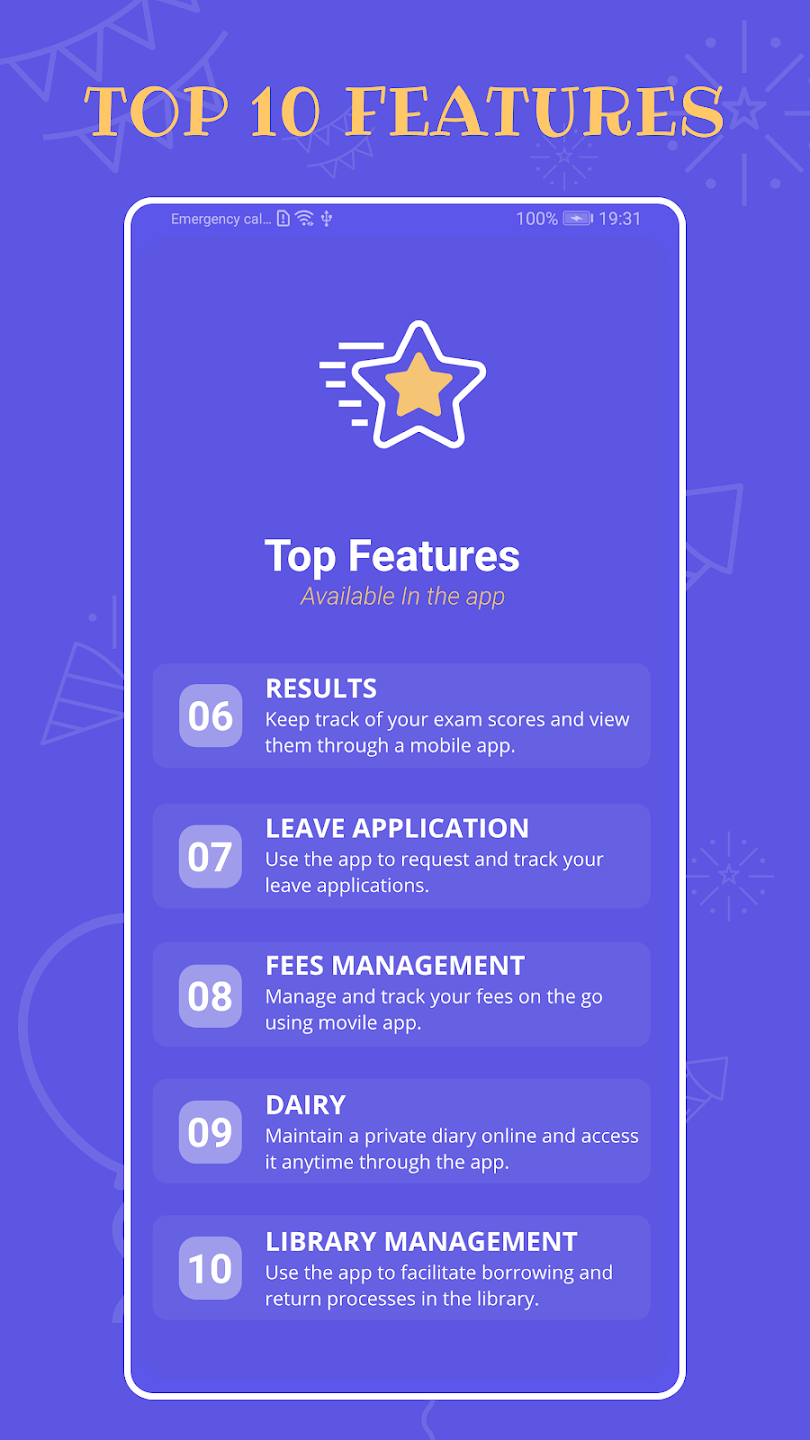 TOP 10 FEATURES
Emergency cal... 100% 19:31
Top Features
Available In the app
06
RESULTS
Keep track of your exam scores and view
them through a mobile app.
07
LEAVE APPLICATION
Use the app to request and track your
leave applications.
08
FEES MANAGEMENT
Manage and track your fees on the go
using movile app.
09
DAIRY
Maintain a private diary online and access
it anytime through the app.
10
LIBRARY MANAGEMENT
Use the app to facilitate borrowing and
return processes in the library.